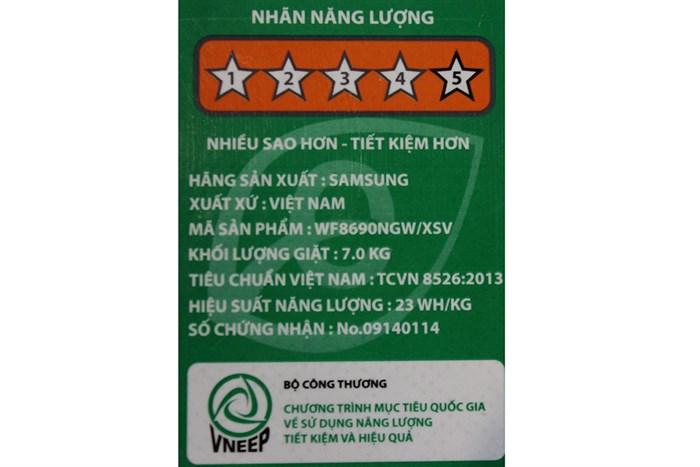 NHÃN NĂNG LƯỢNG
1 2 3 4 5
NHIỀU SAO HƠN - TIẾT KIỆM HƠN
HÃNG SẢN XUẤT : SAMSUNG
XUẤT XỨ : VIỆT NAM
MÃ SẢN PHẨM : WF8690NGW/XSV
KHỐI LƯỢNG GIẶT : 7.0 KG
TIÊU CHUẨN VIỆT NAM : TCVN 8526:2013
HIỆU SUẤT NĂNG LƯỢNG : 23 WH/KG
SỐ CHỨNG NHẬN : No.09140114
BỘ CÔNG THƯƠNG
CHƯƠNG TRÌNH MỤC TIÊU QUỐC GIA
VỀ SỬ DỤNG NĂNG LƯỢNG
TIẾT KIỆM VÀ HIỆU QUẢ
VNEEP